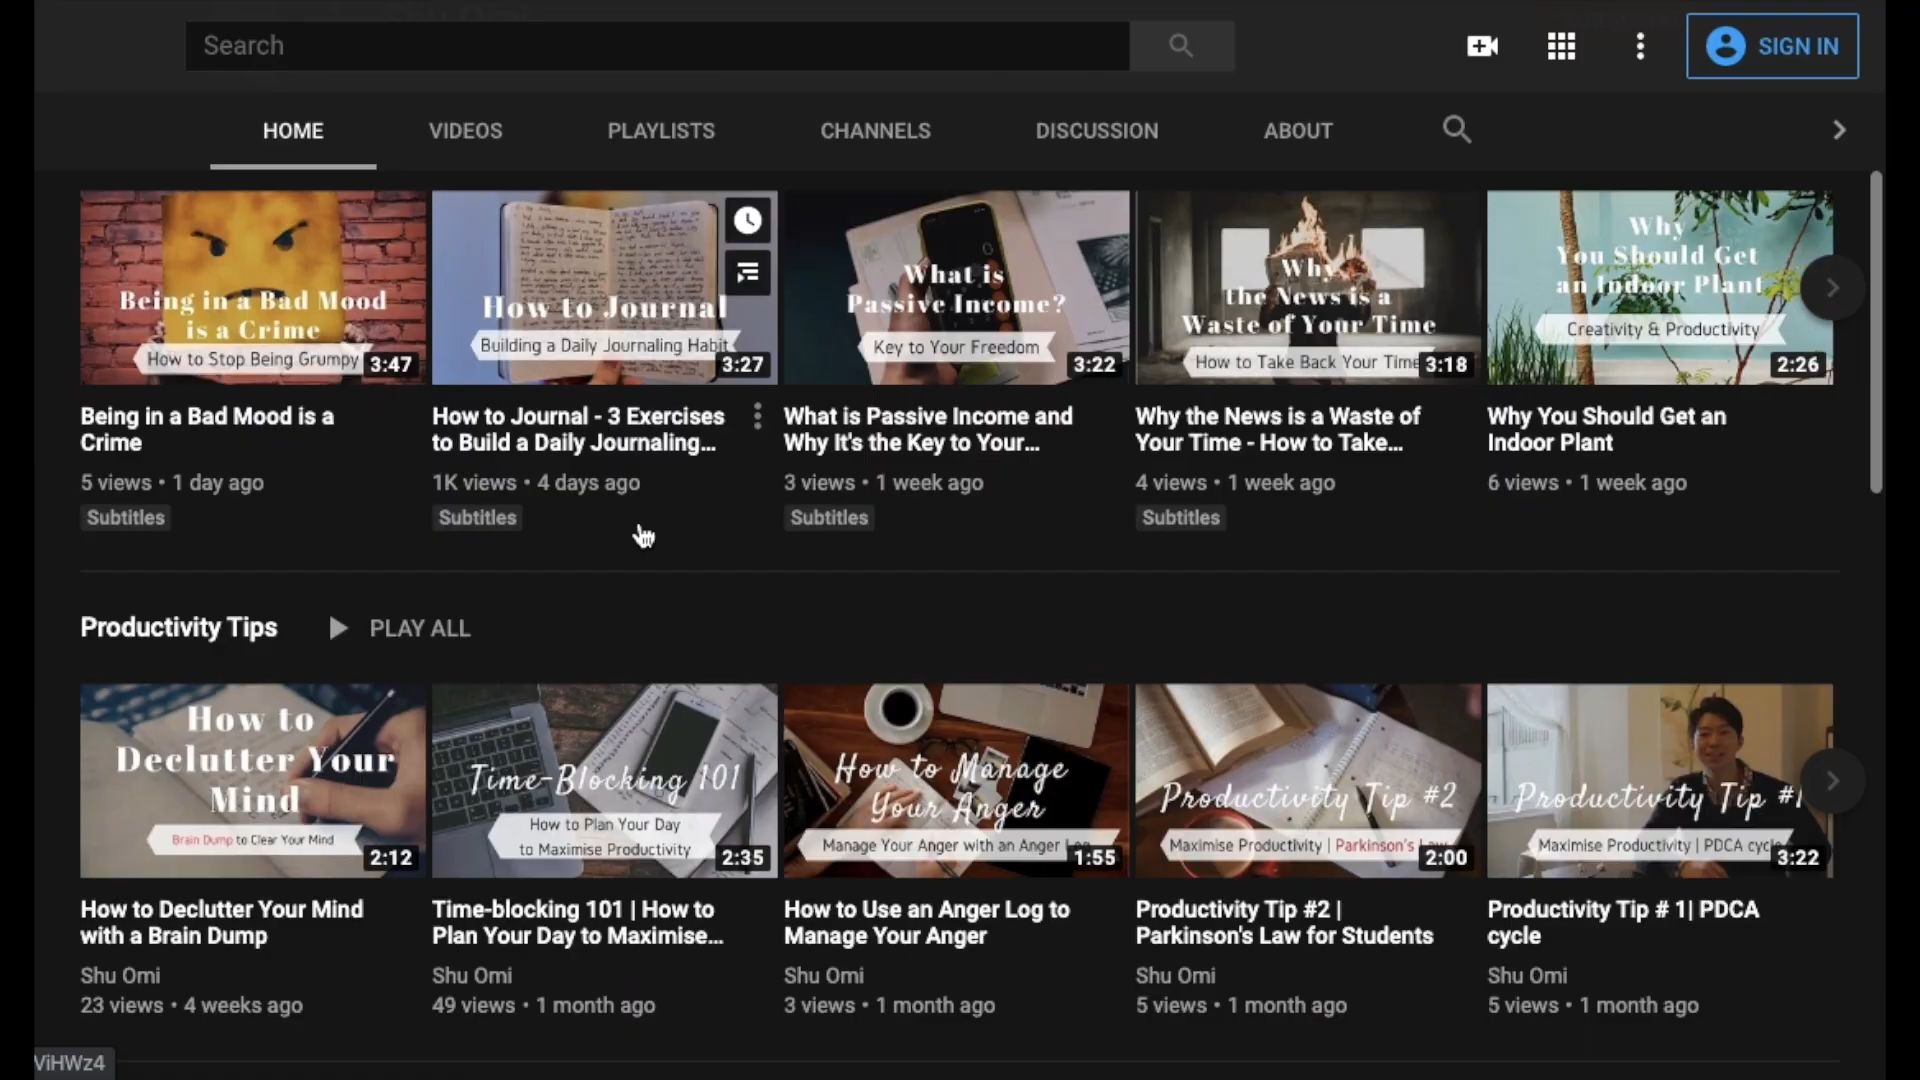 Search
SIGN IN
HOME
VIDEOS
PLAYLISTS
CHANNELS
DISCUSSION
ABOUT
Being in a Bad Mood
is a Crime
How to Stop Being Grumpy
3:47
How to Journal
Building a Daily Journaling Habit
3:27
What is
Passive Income?
Key to Your Freedom
3:22
Why
the News is a
Waste of Your Time
How to Take Back Your Time
3:18
Why
You Should Get
an Indoor Plant
Creativity & Productivity
2:26
Being in a Bad Mood is a
Crime
5 views • 1 day ago
Subtitles
How to Journal - 3 Exercises
to Build a Daily Journaling...
1K views • 4 days ago
Subtitles
What is Passive Income and
Why It's the Key to Your...
3 views • 1 week ago
Subtitles
Why the News is a Waste of
Your Time - How to Take...
4 views • 1 week ago
Subtitles
Why You Should Get an
Indoor Plant
6 views • 1 week ago
Productivity Tips
PLAY ALL
How to
Declutter Your
Mind
Brain Dump to Clear Your Mind
2:12
Time-Blocking 101
How to Plan Your Day
to Maximise Productivity
2:35
How to Manage
Your Anger
Manage Your Anger with an Anger
1:55
Productivity Tip #2
Maximise Productivity | Parkinson's
2:00
Productivity Tip #1
Maximise Productivity | PDCA cycle
3:22
How to Declutter Your Mind
with a Brain Dump
Shu Omi
23 views • 4 weeks ago
Time-blocking 101 | How to
Plan Your Day to Maximise...
Shu Omi
49 views • 1 month ago
How to Use an Anger Log to
Manage Your Anger
Shu Omi
3 views • 1 month ago
Productivity Tip #2 |
Parkinson's Law for Students
Shu Omi
5 views • 1 month ago
Productivity Tip # 1| PDCA
cycle
Shu Omi
5 views • 1 month ago
ViHWz4